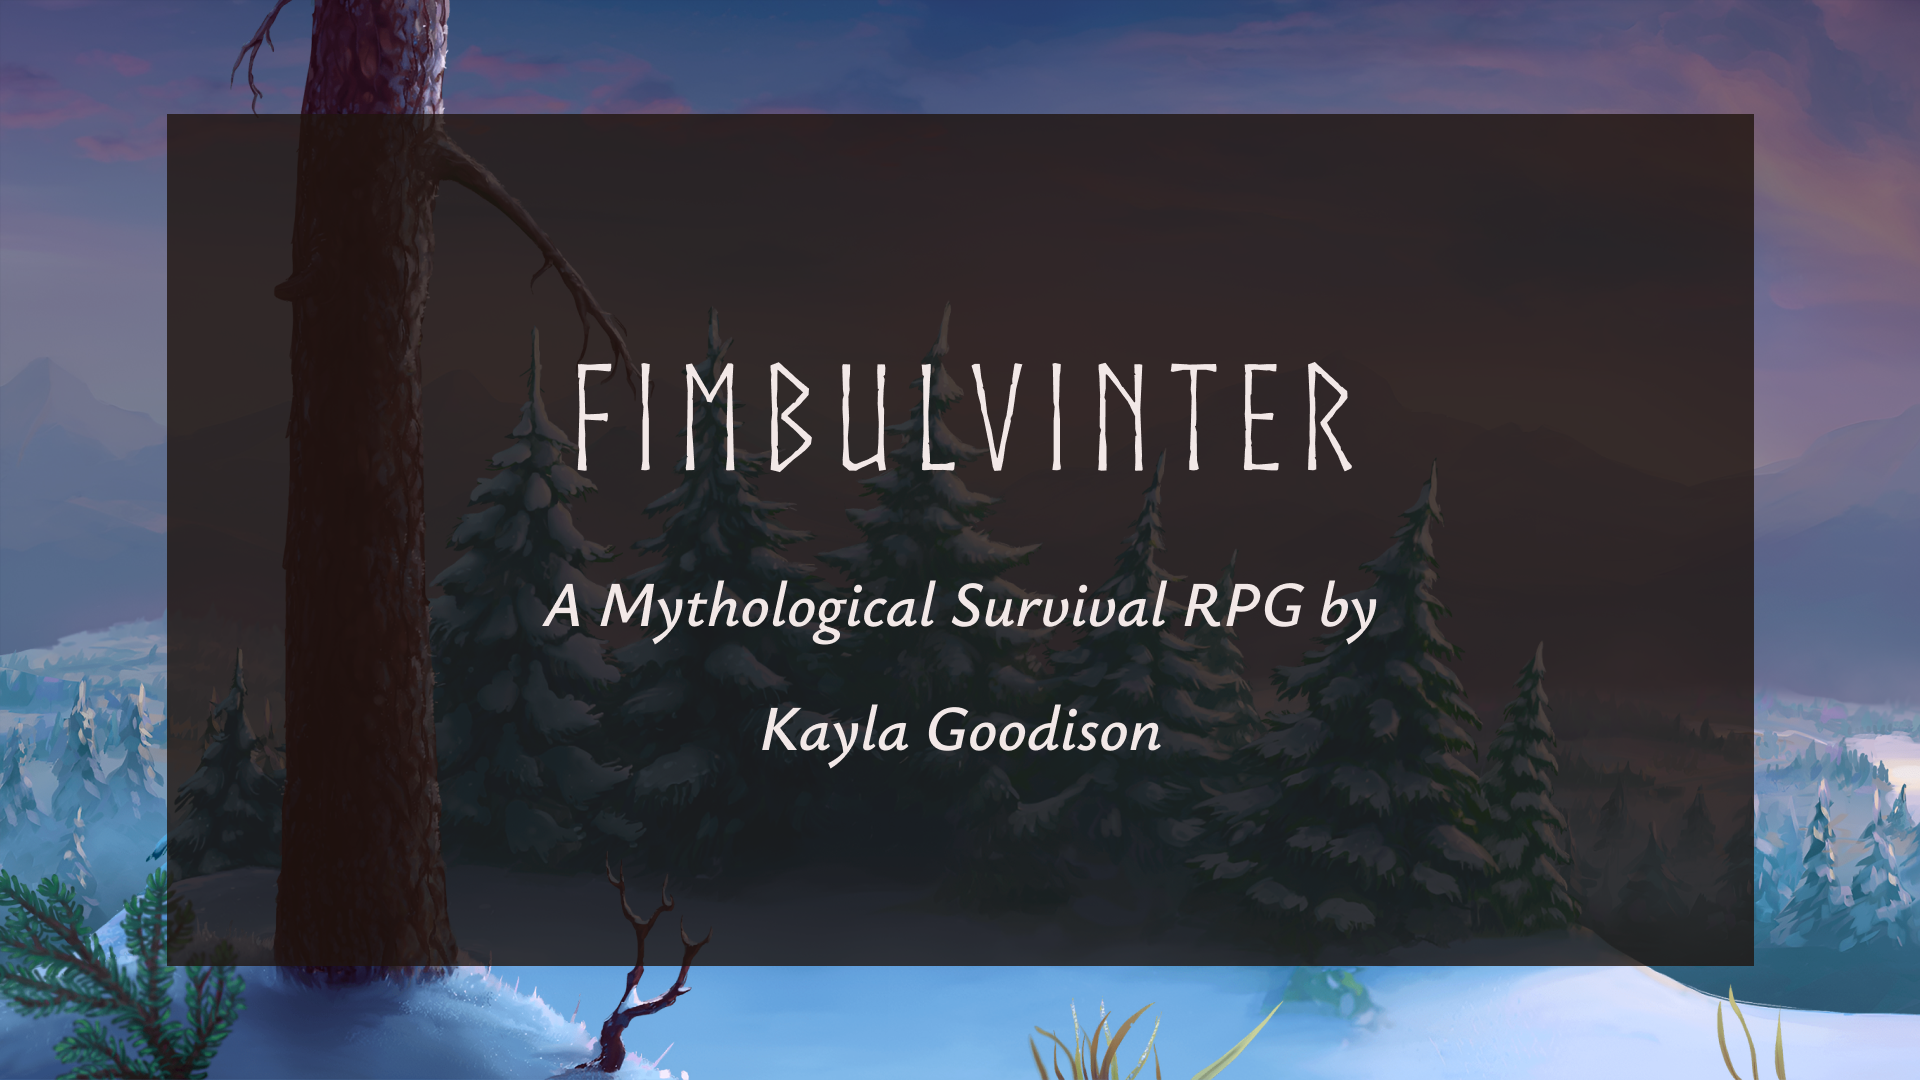 FIMBULVINTER
A Mythological Survival RPG by
Kayla Goodison